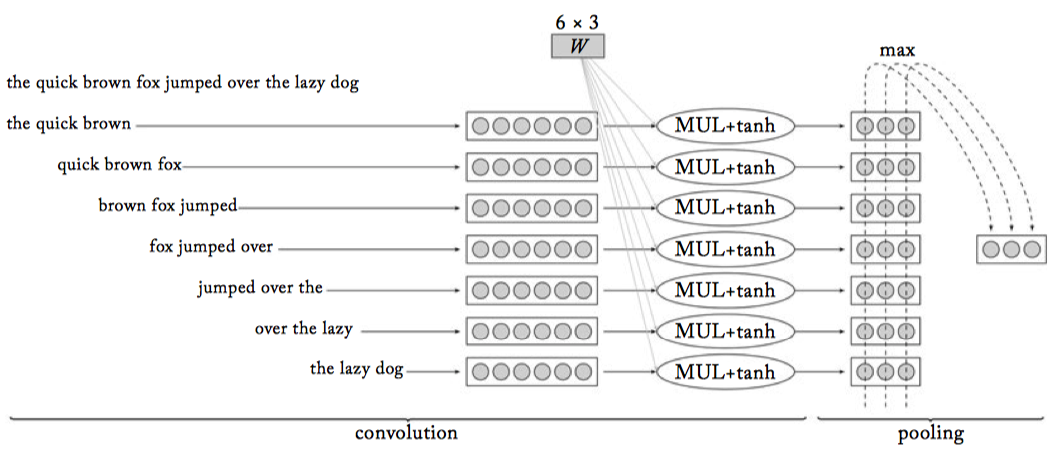 6 × 3
W
max
the quick brown fox jumped over the lazy dog
the quick brown
MUL+tanh
quick brown fox
MUL+tanh
brown fox jumped
MUL+tanh
fox jumped over
MUL+tanh
jumped over the
MUL+tanh
over the lazy
MUL+tanh
the lazy dog
MUL+tanh
convolution
pooling